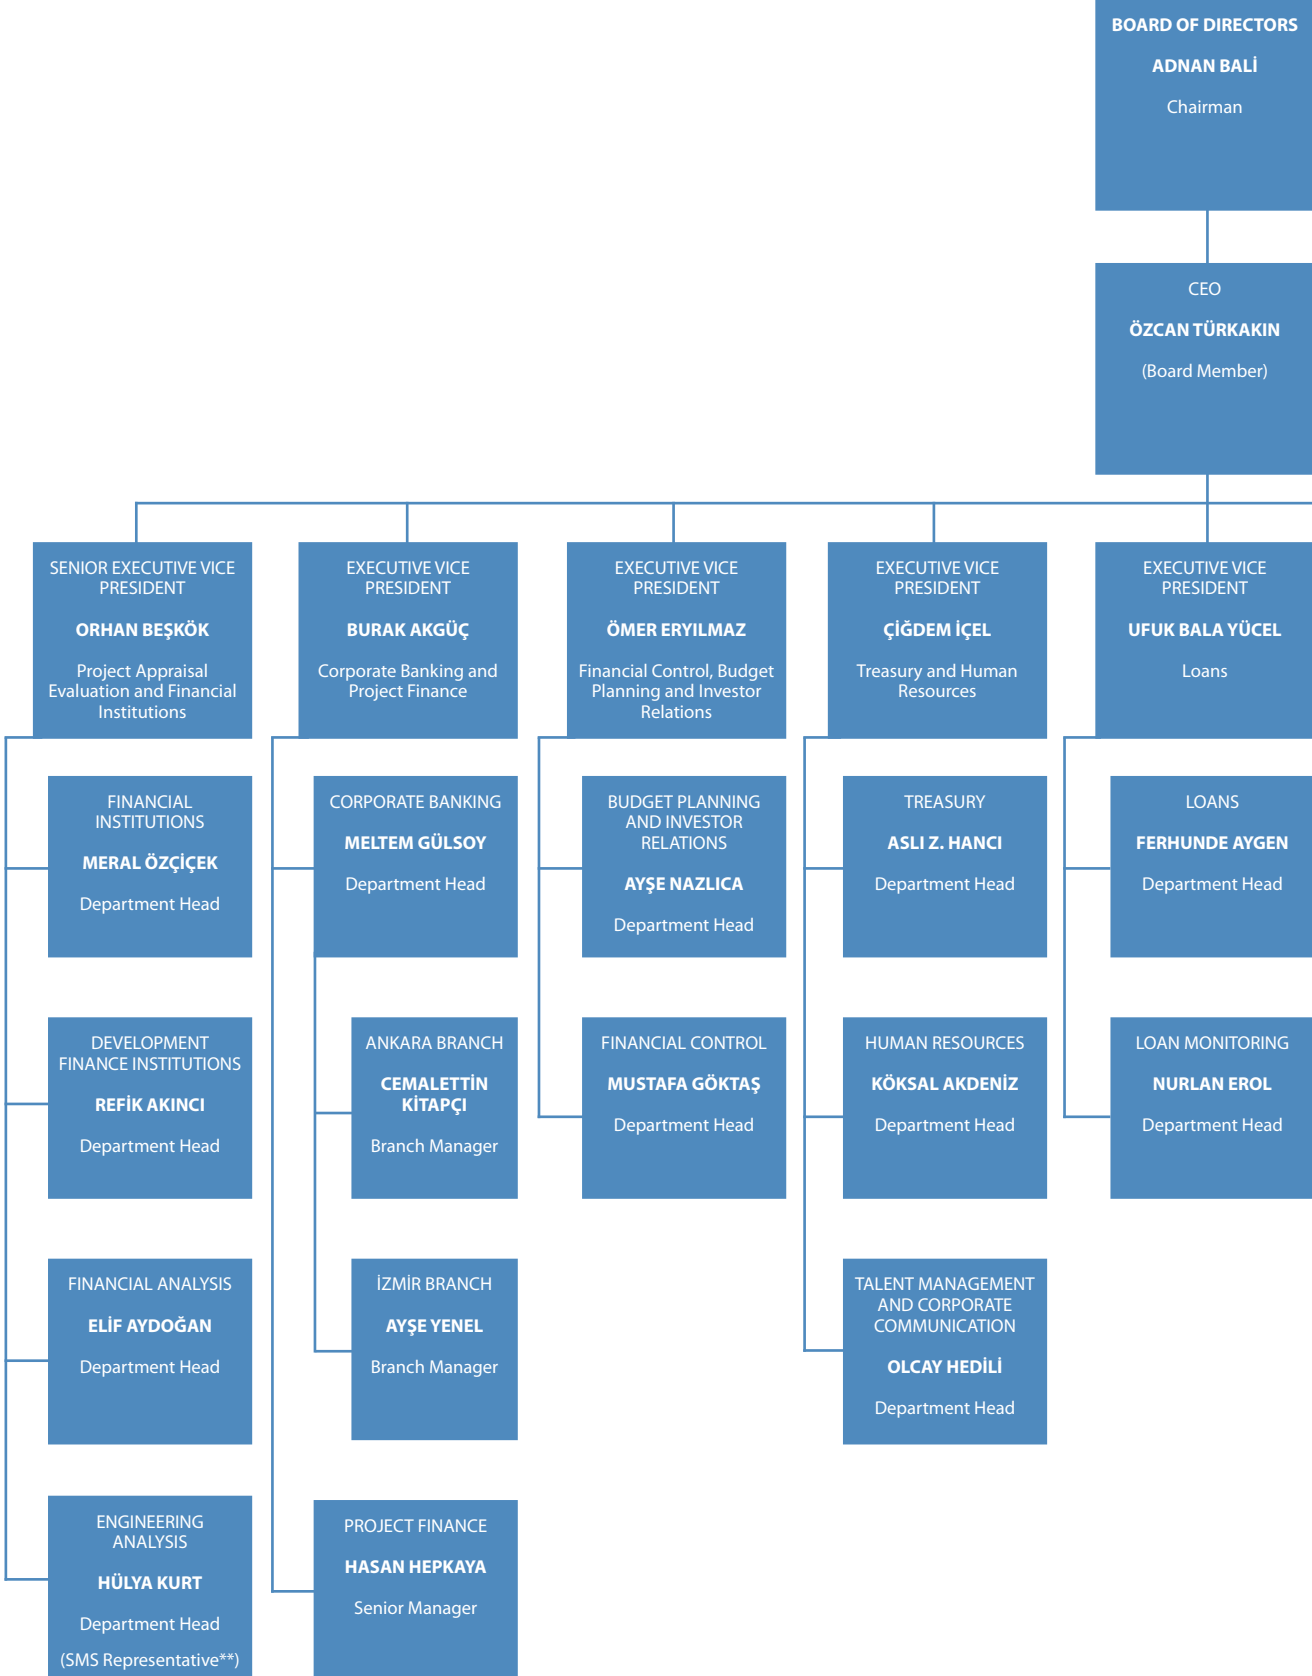 BOARD OF DIRECTORS
ADNAN BALİ
Chairman
CEO
ÖZCAN TÜRKAKIN
(Board Member)
SENIOR EXECUTIVE VICE
PRESIDENT
ORHAN BEŞKÖK
Project Appraisal
Evaluation and Financial
Institutions
EXECUTIVE VICE
PRESIDENT
BURAK AKGÜÇ
Corporate Banking and
Project Finance
EXECUTIVE VICE
PRESIDENT
ÖMER ERYILMAZ
Financial Control, Budget
Planning and Investor
Relations
EXECUTIVE VICE
PRESIDENT
ÇİĞDEM İÇEL
Treasury and Human
Resources
EXECUTIVE VICE
PRESIDENT
UFUK BALA YÜCEL
Loans
FINANCIAL
INSTITUTIONS
MERAL ÖZÇİÇEK
Department Head
CORPORATE BANKING
MELTEM GÜLSOY
Department Head
BUDGET PLANNING
AND INVESTOR
RELATIONS
AYŞE NAZLICA
Department Head
TREASURY
ASLI Z. HANCI
Department Head
LOANS
FERHUNDE AYGEN
Department Head
DEVELOPMENT
FINANCE INSTITUTIONS
REFİK AKINCI
Department Head
ANKARA BRANCH
CEMALETTİN
KİTAPÇI
Branch Manager
FINANCIAL CONTROL
MUSTAFA GÖKTAŞ
Department Head
HUMAN RESOURCES
KÖKSAL AKDENİZ
Department Head
LOAN MONITORING
NURLAN EROL
Department Head
FINANCIAL ANALYSIS
ELİF AYDOĞAN
Department Head
İZMİR BRANCH
AYŞE YENEL
Branch Manager
TALENT MANAGEMENT
AND CORPORATE
COMMUNICATION
OLCAY HEDİLİ
Department Head
ENGINEERING
ANALYSIS
HÜLYA KURT
Department Head
(SMS Representative**)
PROJECT FINANCE
HASAN HEPKAYA
Senior Manager